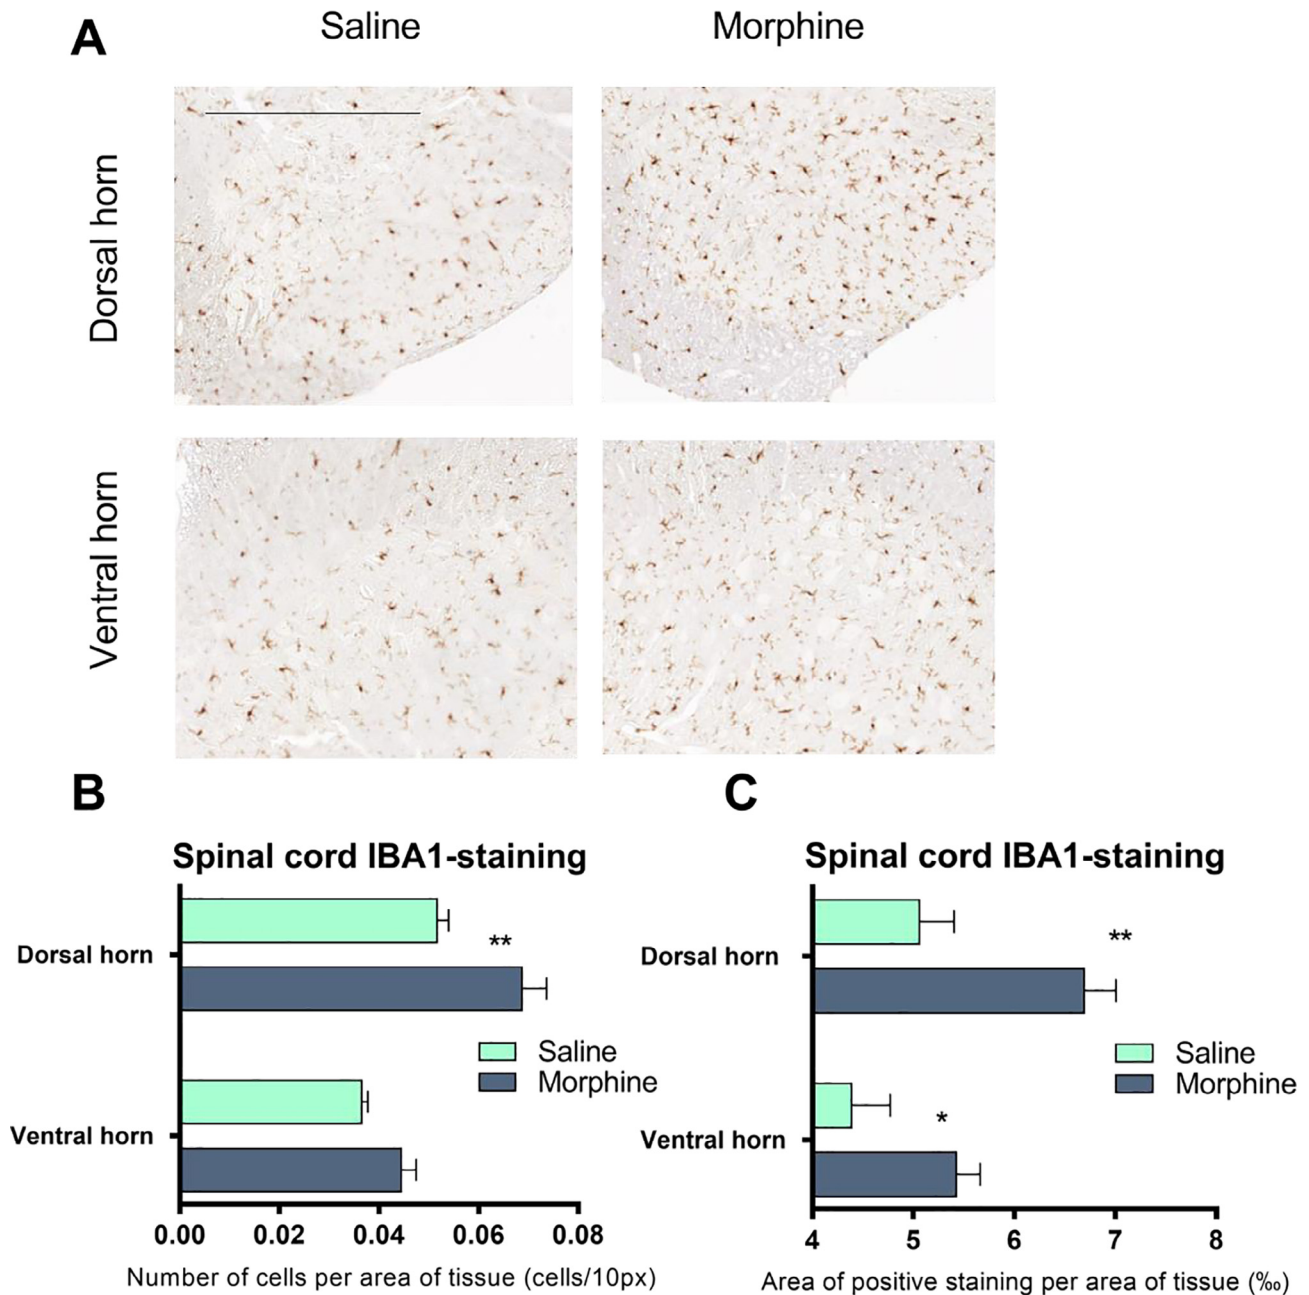 A
Saline
Morphine
Dorsal horn
Ventral horn
B
Spinal cord IBA1-staining
Dorsal horn
**
Saline
Morphine
Ventral horn
0.00 0.02 0.04 0.06 0.08
Number of cells per area of tissue (cells/10px)
C
Spinal cord IBA1-staining
Dorsal horn
**
Saline
Morphine
Ventral horn
*
4 5 6 7 8
Area of positive staining per area of tissue (‰)